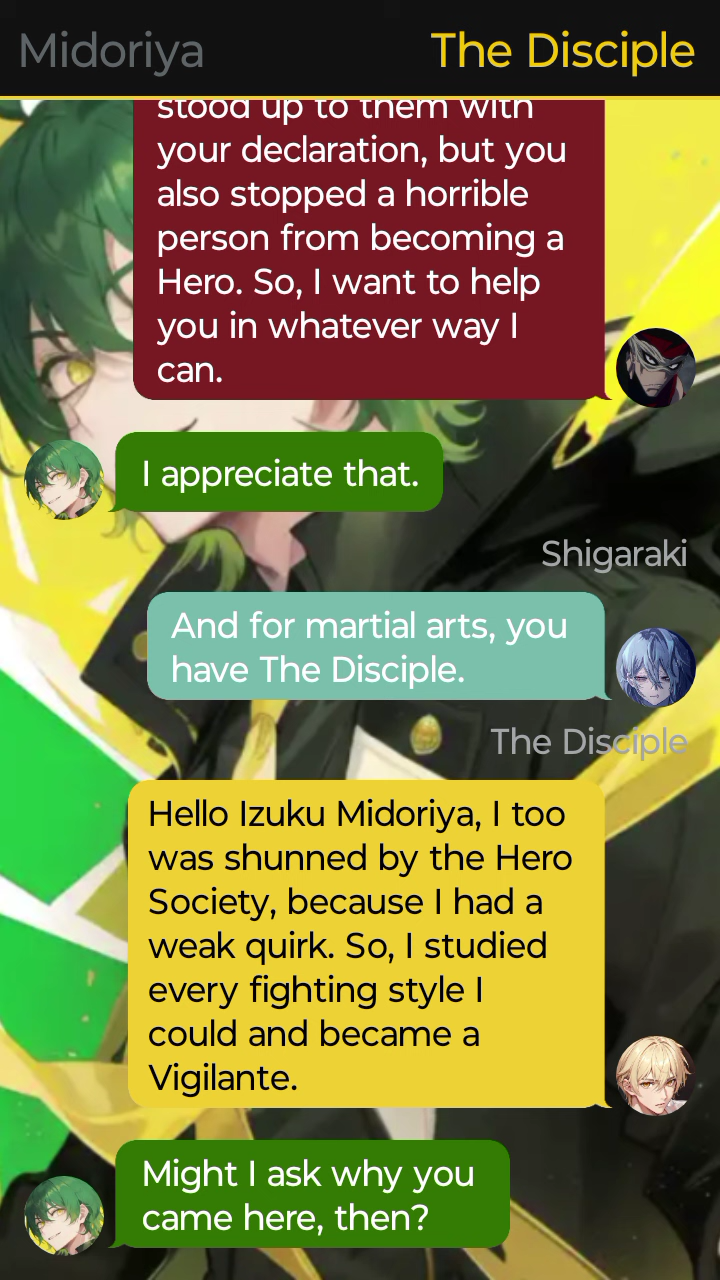 Midoriya
The Disciple
stood up to them with
your declaration, but you
also stopped a horrible
person from becoming a
Hero. So, I want to help
you in whatever way I
can.
I appreciate that.
Shigaraki
And for martial arts, you
have The Disciple.
The Disciple
Hello Izuku Midoriya, I too
was shunned by the Hero
Society, because I had a
weak quirk. So, I studied
every fighting style I
could and became a
Vigilante.
Might I ask why you
came here, then?